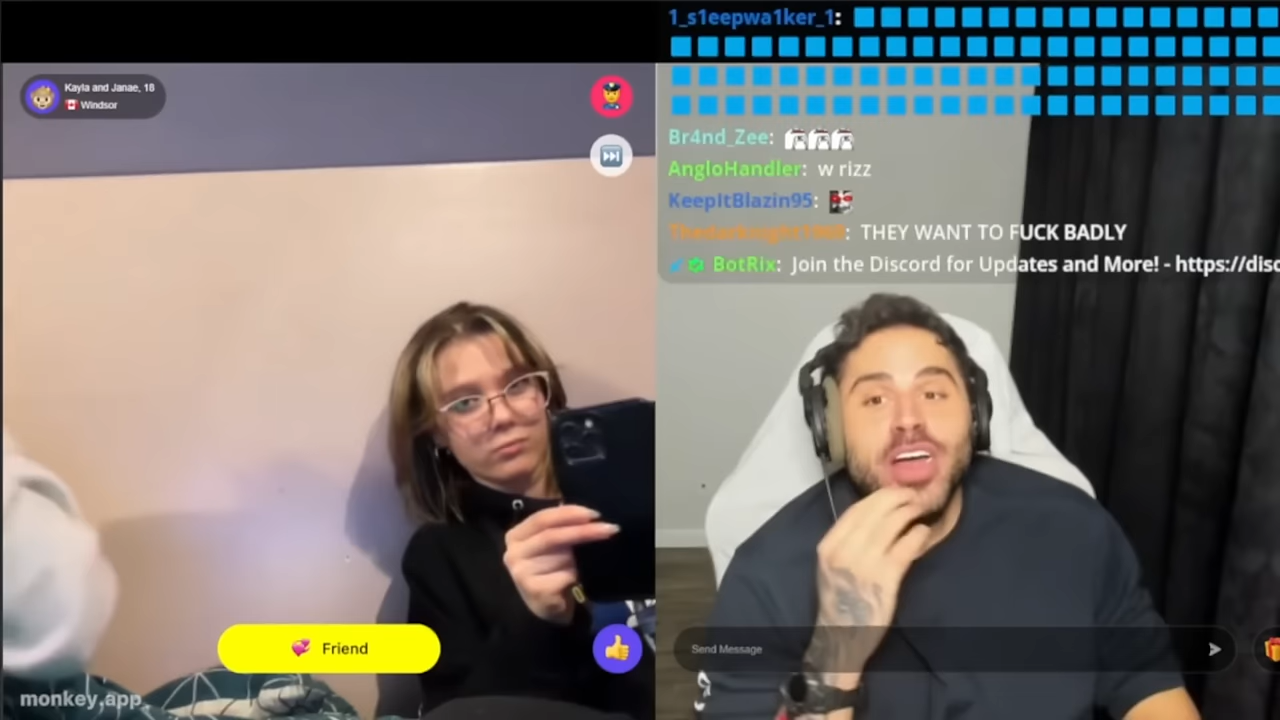 Kayla and Janae, 18
Windsor
Friend
monkey.app
1_s1eepwa1ker_1:
Br4nd_Zee:
AngloHandler: w rizz
KeepItBlazin95:
Thedarknight1965: THEY WANT TO FUCK BADLY
BotRix: Join the Discord for Updates and More! - https://disc
Send Message